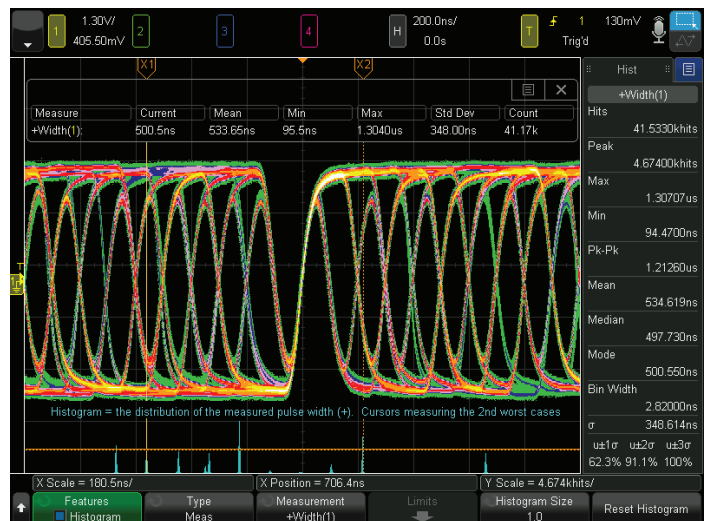 1 1.30V/ 405.50mV 2 3 4 H 200.0ns/ 0.0s T 1 130mV Trig'd
X1 X2
Hist
+Width(1)
Measure Current Mean Min Max Std Dev Count
+Width(1): 500.5ns 533.65ns 95.5ns 1.3040us 348.00ns 41.17k
Hits
41.5330khits
Peak
4.67400khits
Max
1.30707us
Min
94.4700ns
Pk-Pk
1.21260us
Mean
534.619ns
Median
497.730ns
Mode
500.550ns
Bin Width
2.82000ns
σ
348.614ns
u±1σ u±2σ u±3σ
62.3% 91.1% 100%
T
1
Histogram = the distribution of the measured pulse width (+). Cursors measuring the 2nd worst cases
X Scale = 180.5ns/ X Position = 706.4ns Y Scale = 4.674khits/
Features Type Measurement Limits Histogram Size Reset Histogram
Histogram Meas +Width(1) 1.0